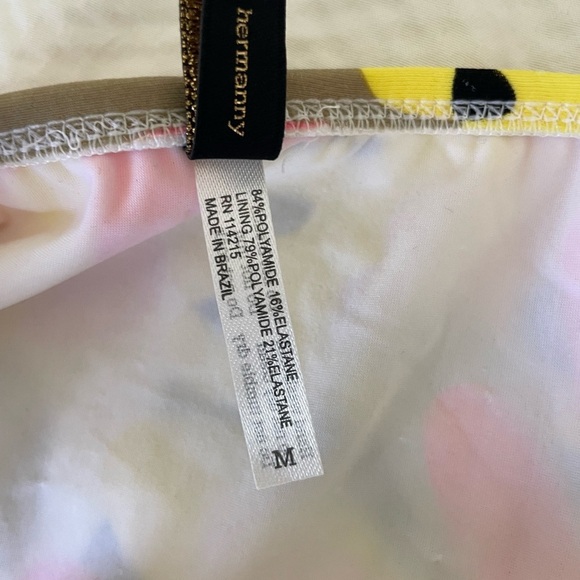 hermanny
84%POLYAMIDE 16%ELASTANE
LINING 79%POLYAMIDE 21%ELASTANE
RN 114215
MADE IN BRAZIL
M